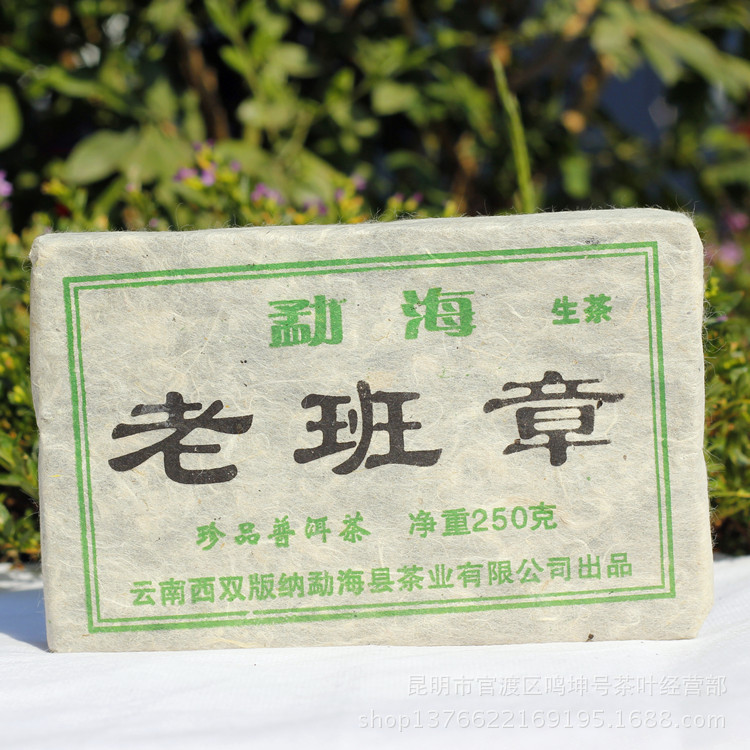 勐海 生茶
老班章
珍品普洱茶 净重250克
云南西双版纳勐海县茶业有限公司出品
昆明市官渡区鸣坤号茶叶经营部
shop1376622169195.1688.com